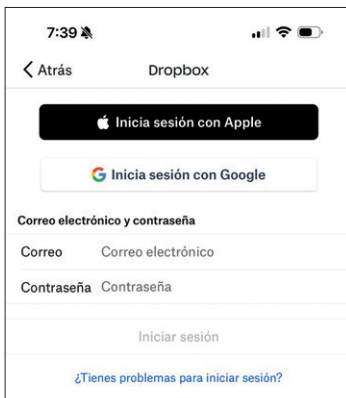 7:39
Atrás
Dropbox
Inicia sesión con Apple
Inicia sesión con Google
Correo electrónico y contraseña
Correo Correo electrónico
Contraseña Contraseña
Iniciar sesión
¿Tienes problemas para iniciar sesión?